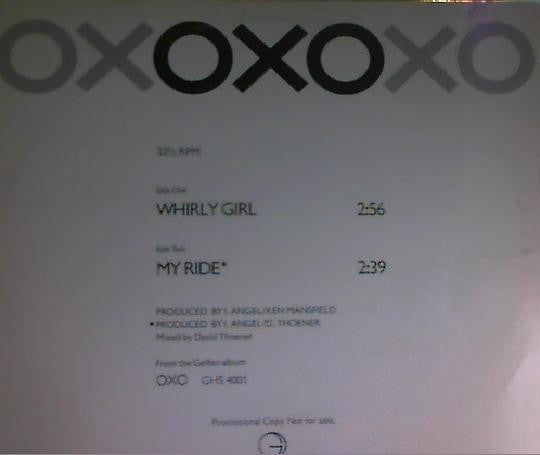 OXOXOXO
33⅓ RPM
Side One
WHIRLY GIRL 2:56
Side Two
MY RIDE* 2:39
PRODUCED BY I. ANGEL/KEN MANSFIELD
*PRODUCED BY I. ANGEL/D. THOENER
Mixed by David Thoener
From the Geffen album
OXO GHS 4001
Promotional Copy Not for sale.